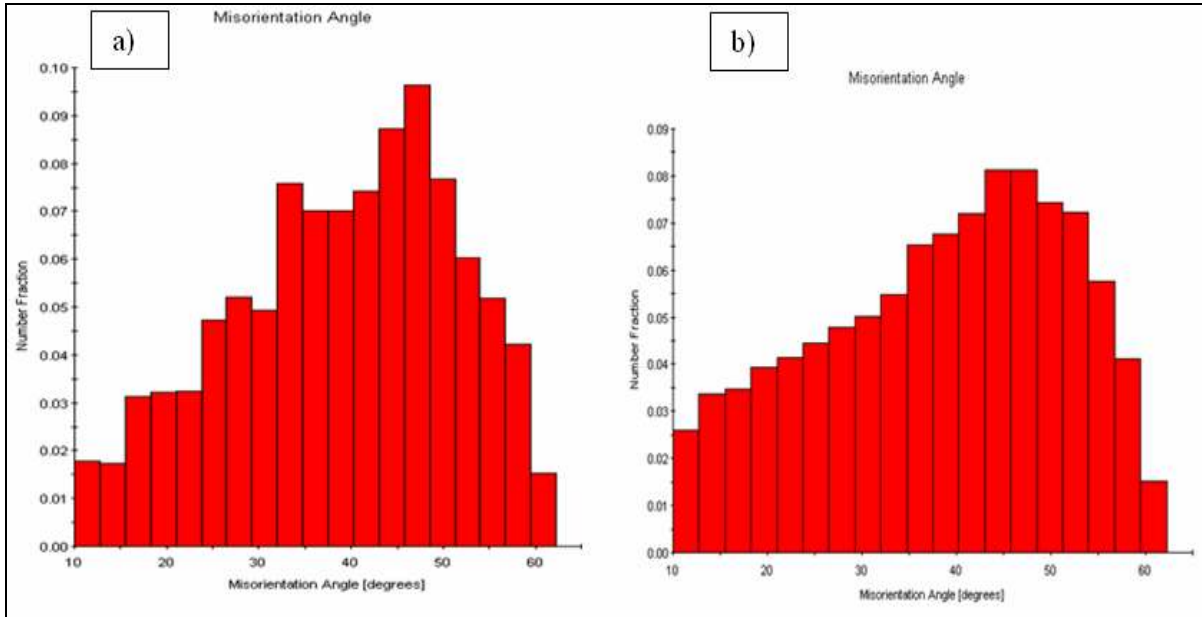 a)
Misorientation Angle
0.10
0.09
0.08
0.07
0.06
0.05
0.04
0.03
0.02
0.01
0.00
Number Fraction
10 20 30 40 50 60
Misorientation Angle [degrees]
b)
Misorientation Angle
0.09
0.08
0.07
0.06
0.05
0.04
0.03
0.02
0.01
0.00
Number Fraction
10 20 30 40 50 60
Misorientation Angle [degrees]